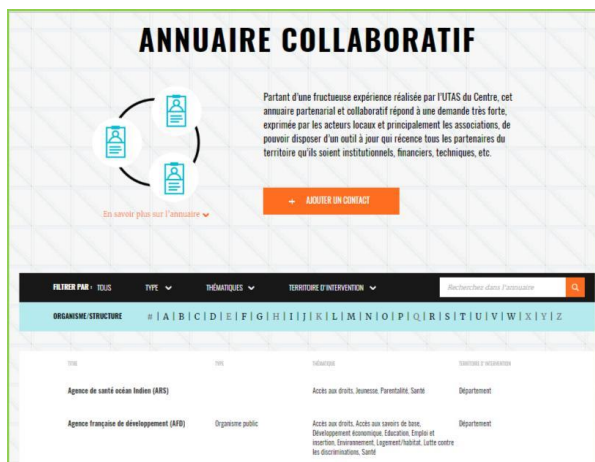 ANNUAIRE COLLABORATIF
Partant d'une fructueuse expérience réalisée par l'UTAS du Centre, cet
annuaire partenarial et collaboratif répond à une demande très forte,
exprimée par les acteurs locaux et principalement les associations, de
pouvoir disposer d'un outil à jour qui récence tous les partenaires du
territoire qu'ils soient institutionnels, financiers, techniques, etc.
En savoir plus sur l'annuaire
+ AJOUTER UN CONTACT
FILTRER PAR : TOUS TYPE THÉMATIQUES TERRITOIRE D'INTERVENTION Recherchez dans l'annuaire
ORGANISME/STRUCTURE # | A | B | C | D | E | F | G | H | I | J | K | L | M | N | O | P | Q | R | S | T | U | V | W | X | Y | Z
TITRE TYPE THÉMATIQUE TERRITOIRE D'INTERVENTION
Agence de santé océan Indien (ARS) Accès aux droits, Jeunesse, Parentalité, Santé Département
Agence française de développement (AFD) Organisme public Accès aux droits, Accès aux savoirs de base, Département
Développement économique, Education, Emploi et
insertion, Environnement, Logement/habitat, Lutte contre
les discriminations, Santé